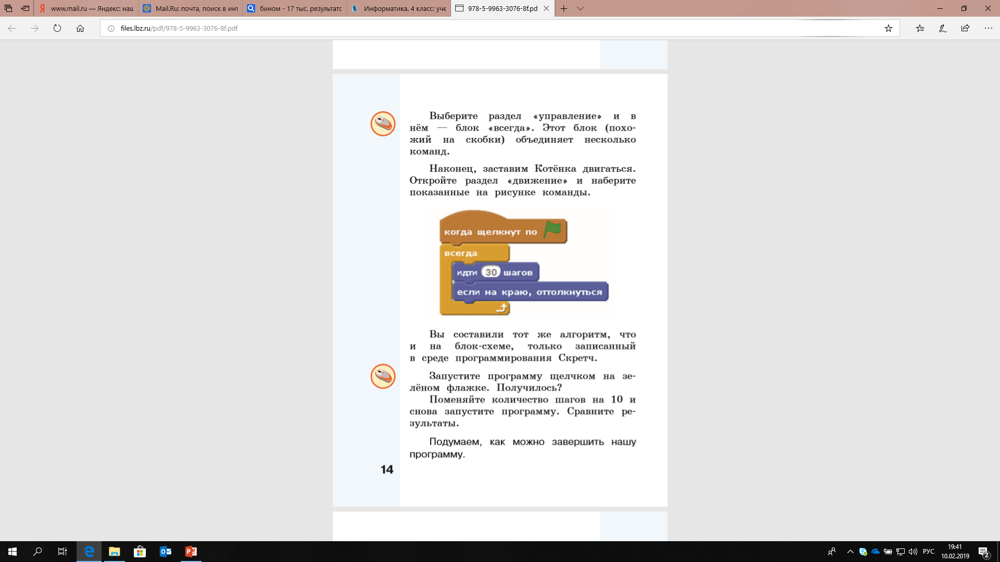 www.mail.ru — Яндекс: наш
Mail.Ru: почта, поиск в инт
бином - 17 тыс. результато
Информатика. 4 класс: уче
978-5-9963-3076-8f.pd
files.lbz.ru/pdf/978-5-9963-3076-8f.pdf
Выберите раздел «управление» и в
нём — блок «всегда». Этот блок (похо-
жий на скобки) объединяет несколько
команд.
Наконец, заставим Котёнка двигаться.
Откройте раздел «движение» и наберите
показанные на рисунке команды.
когда щелкнут по
всегда
идти 30 шагов
если на краю, оттолкнуться
Вы составили тот же алгоритм, что
и на блок-схеме, только записанный
в среде программирования Скретч.
Запустите программу щелчком на зе-
лёном флажке. Получилось?
Поменяйте количество шагов на 10 и
снова запустите программу. Сравните ре-
зультаты.
Подумаем, как можно завершить нашу
программу.
14
РУС
19:41
10.02.2019
2